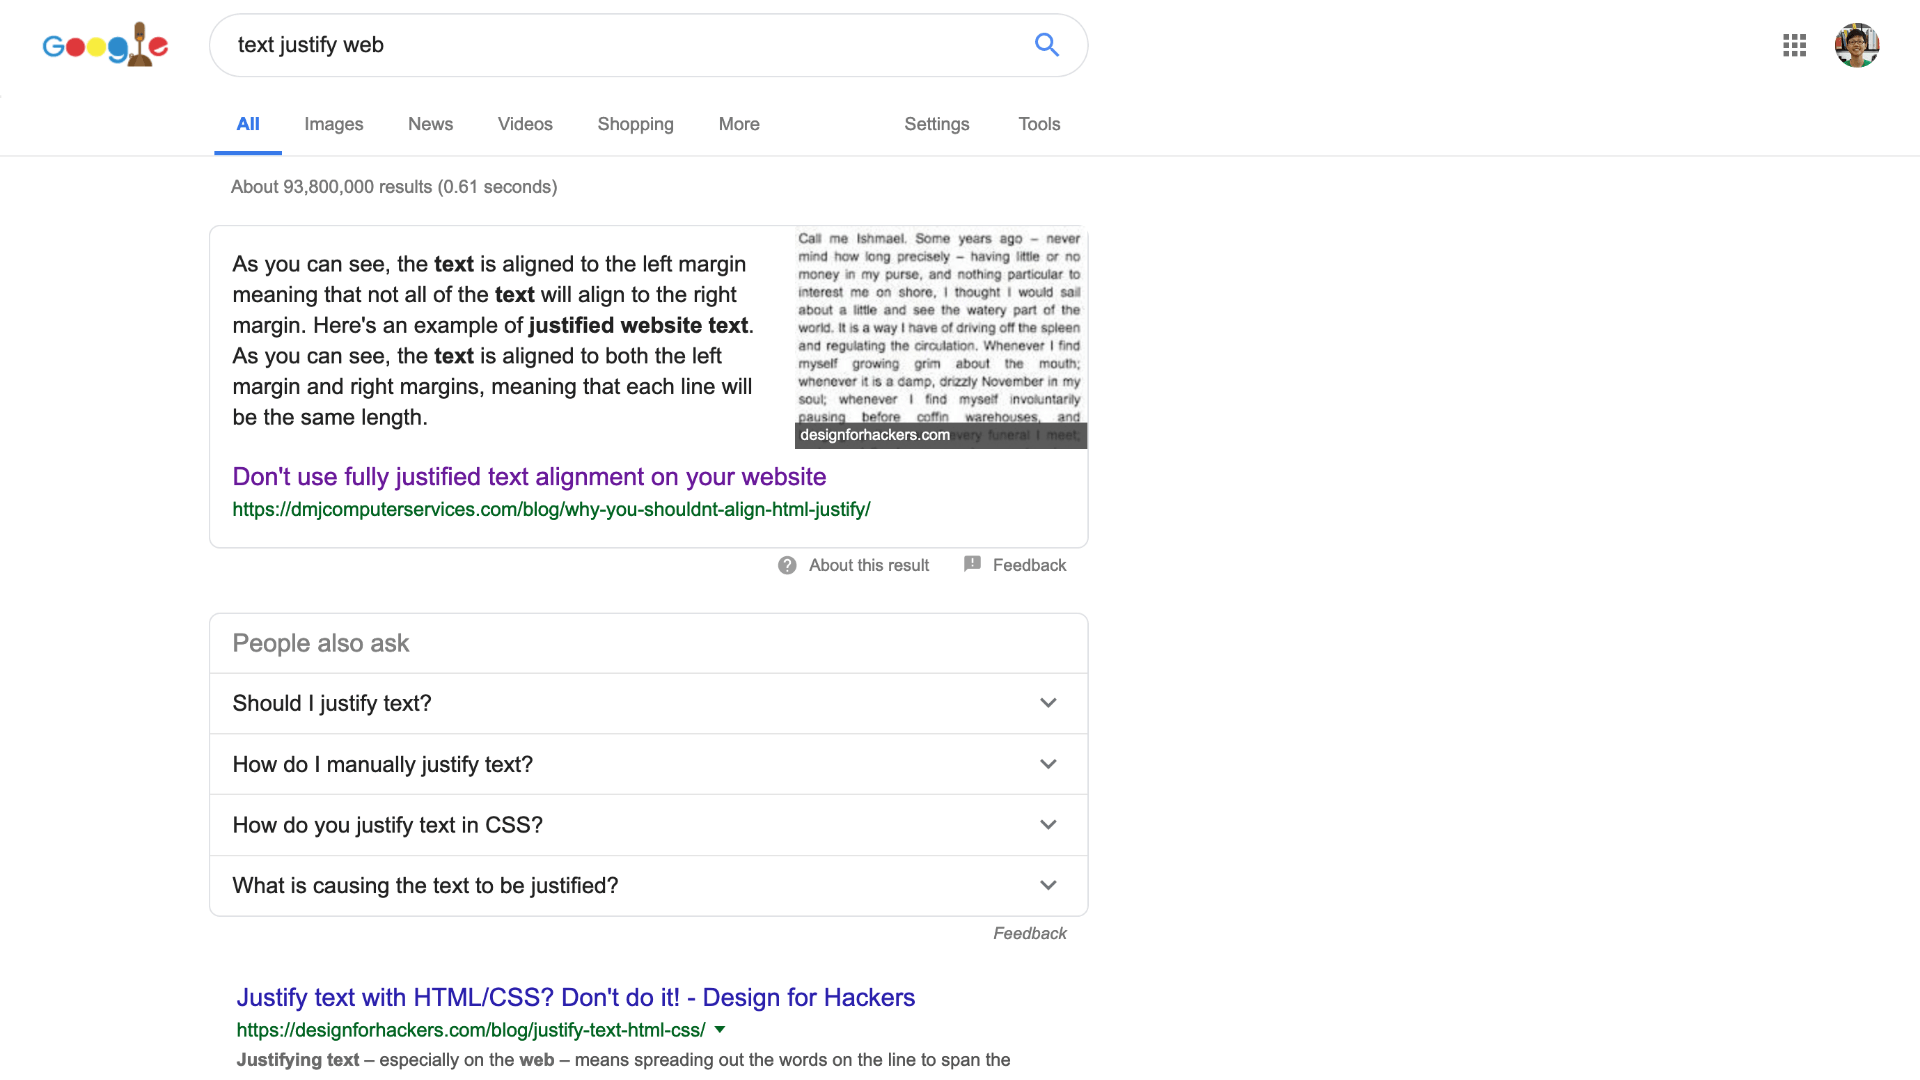 Google
text justify web
All Images News Videos Shopping More Settings Tools
About 93,800,000 results (0.61 seconds)
As you can see, the text is aligned to the left margin
meaning that not all of the text will align to the right
margin. Here's an example of justified website text.
As you can see, the text is aligned to both the left
margin and right margins, meaning that each line will
be the same length.
Call me Ishmael. Some years ago – never
mind how long precisely – having little or no
money in my purse, and nothing particular to
interest me on shore, I thought I would sail
about a little and see the watery part of the
world. It is a way I have of driving off the spleen
and regulating the circulation. Whenever I find
myself growing grim about the mouth;
whenever it is a damp, drizzly November in my
soul; whenever I find myself involuntarily
pausing before coffin warehouses, and
every funeral I meet;
designforhackers.com
Don't use fully justified text alignment on your website
https://dmjcomputerservices.com/blog/why-you-shouldnt-align-html-justify/
About this result Feedback
People also ask
Should I justify text?
How do I manually justify text?
How do you justify text in CSS?
What is causing the text to be justified?
Feedback
Justify text with HTML/CSS? Don't do it! - Design for Hackers
https://designforhackers.com/blog/justify-text-html-css/
Justifying text – especially on the web – means spreading out the words on the line to span the